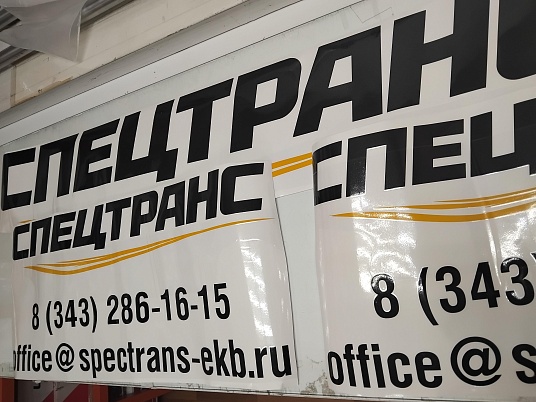 СПЕЦТРАНС
СПЕЦТРАНС
8 (343) 286-16-15
office@spectrans-ekb.ru
СПЕЦ
8 (343)
office@s